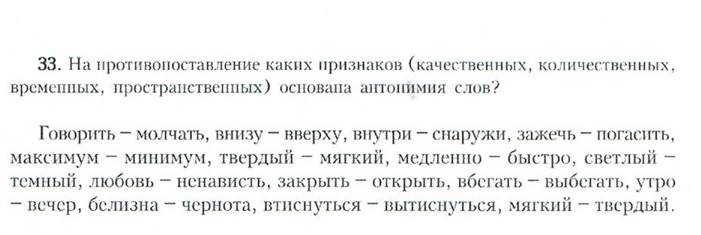 33. На противопоставление каких признаков (качественных, количественных,
временных, пространственных) основана антонимия слов?
Говорить – молчать, внизу – вверху, внутри – снаружи, зажечь – погасить,
максимум – минимум, твердый – мягкий, медленно – быстро, светлый –
темный, любовь – ненависть, закрыть – открыть, вбегать – выбегать, утро
– вечер, белизна – чернота, втиснуться – вытиснуться, мягкий – твердый.